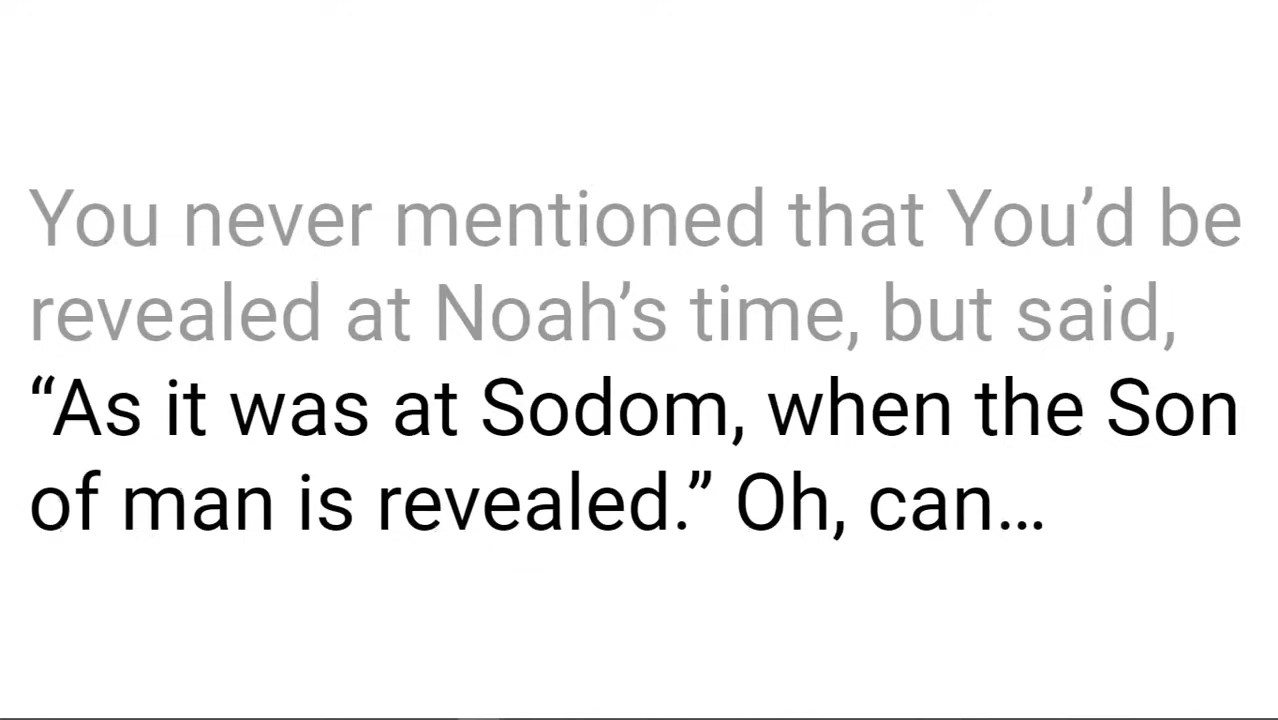 You never mentioned that You’d be
revealed at Noah’s time, but said,
“As it was at Sodom, when the Son
of man is revealed.” Oh, can…